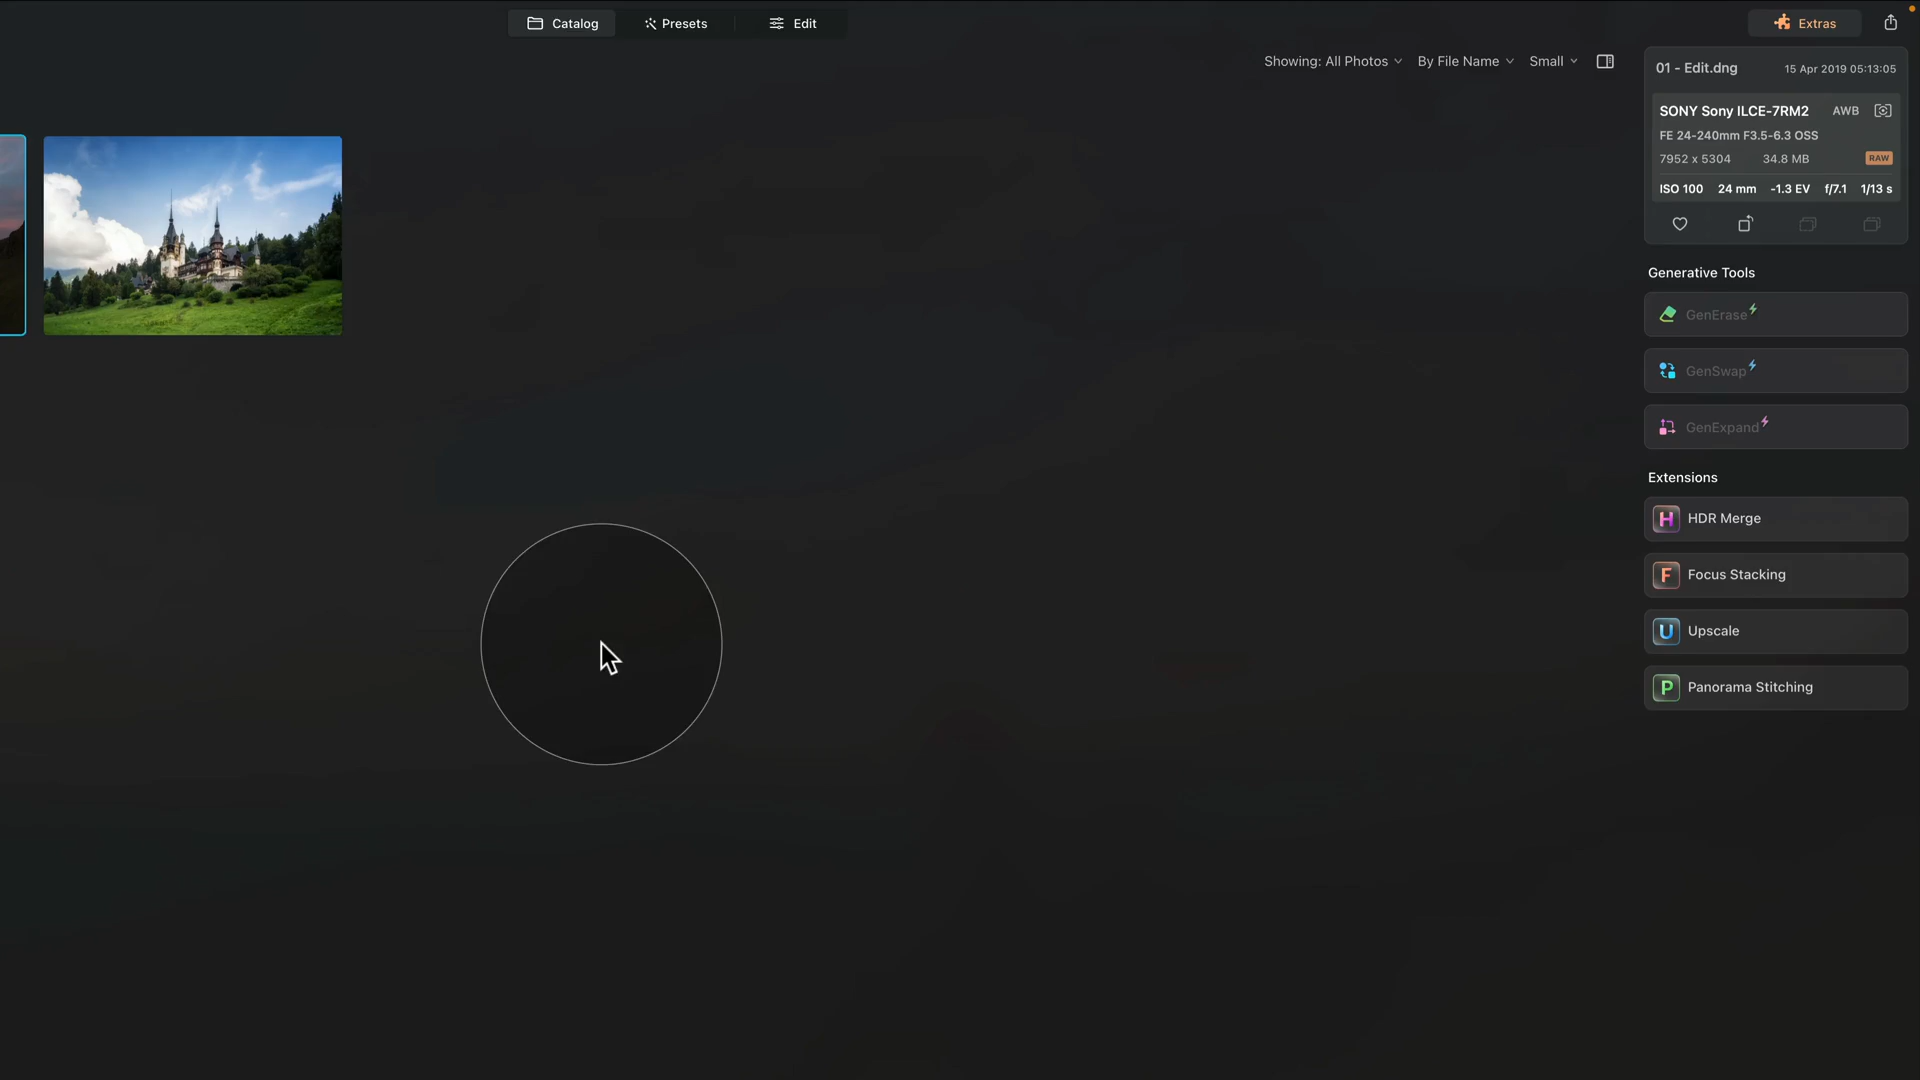 Catalog
Presets
Edit
Extras
Showing: All Photos
By File Name
Small
01 - Edit.dng
15 Apr 2019 05:13:05
SONY Sony ILCE-7RM2
AWB
FE 24-240mm F3.5-6.3 OSS
7952 x 5304
34.8 MB
RAW
ISO 100
24 mm
-1.3 EV
f/7.1
1/13 s
Generative Tools
GenErase
GenSwap
GenExpand
Extensions
H HDR Merge
F Focus Stacking
U Upscale
P Panorama Stitching